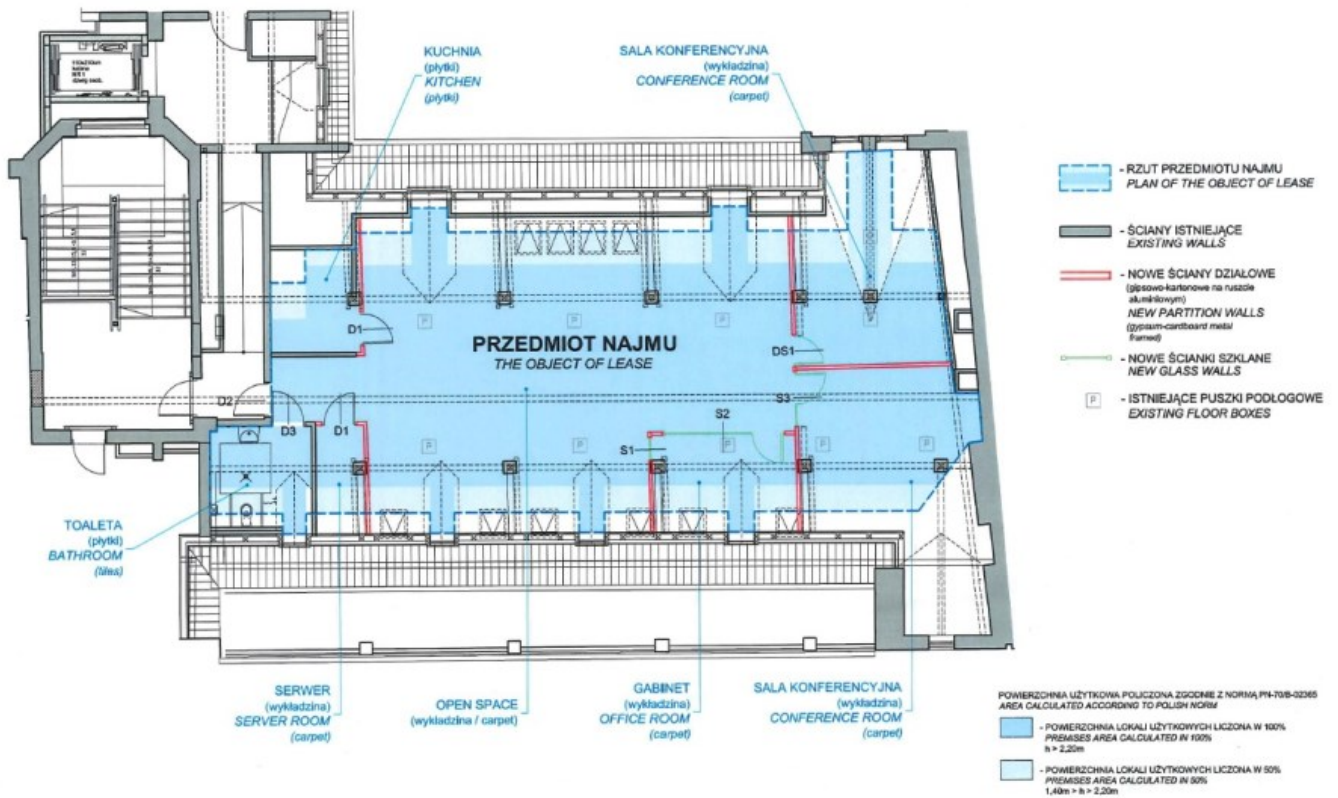 KUCHNIA
(płytki)
KITCHEN
(płytki)
SALA KONFERENCYJNA
(wykładzina)
CONFERENCE ROOM
(carpet)
- RZUT PRZEDMIOTU NAJMU
PLAN OF THE OBJECT OF LEASE
- ŚCIANY ISTNIEJĄCE
EXISTING WALLS
- NOWE ŚCIANY DZIAŁOWE
(gipsowo-kartonowe na ruszcie
aluminiowym)
NEW PARTITION WALLS
(gypsum-cardboard metal
framed)
- NOWE ŚCIANKI SZKLANE
NEW GLASS WALLS
P
- ISTNIEJĄCE PUSZKI PODŁOGOWE
EXISTING FLOOR BOXES
P
P
P
P
D1
PRZEDMIOT NAJMU
THE OBJECT OF LEASE
DS1
D2
S3
D3
D1
S2
S1
P
P
P
P
TOALETA
(płytki)
BATHROOM
(tiles)
SERWER
(wykładzina)
SERVER ROOM
(carpet)
OPEN SPACE
(wykładzina / carpet)
GABINET
(wykładzina)
OFFICE ROOM
(carpet)
SALA KONFERENCYJNA
(wykładzina)
CONFERENCE ROOM
(carpet)
POWIERZCHNIA UŻYTKOWA POLICZONA ZGODNIE Z NORMĄ PN-70/B-02365
AREA CALCULATED ACCORDING TO POLISH NORM
- POWIERZCHNIA LOKALI UŻYTKOWYCH LICZONA W 100%
PREMISES AREA CALCULATED IN 100%
h > 2,20m
- POWIERZCHNIA LOKALI UŻYTKOWYCH LICZONA W 50%
PREMISES AREA CALCULATED IN 50%
1,40m > h > 2,20m